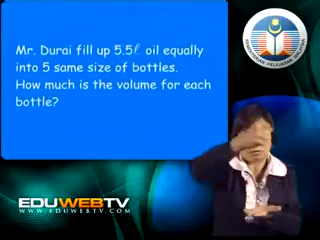 Mr. Durai fill up 5.5ℓ oil equally
into 5 same size of bottles.
How much is the volume for each
bottle?
EDUWEBTV
WWW.EDUWEBTV.COM